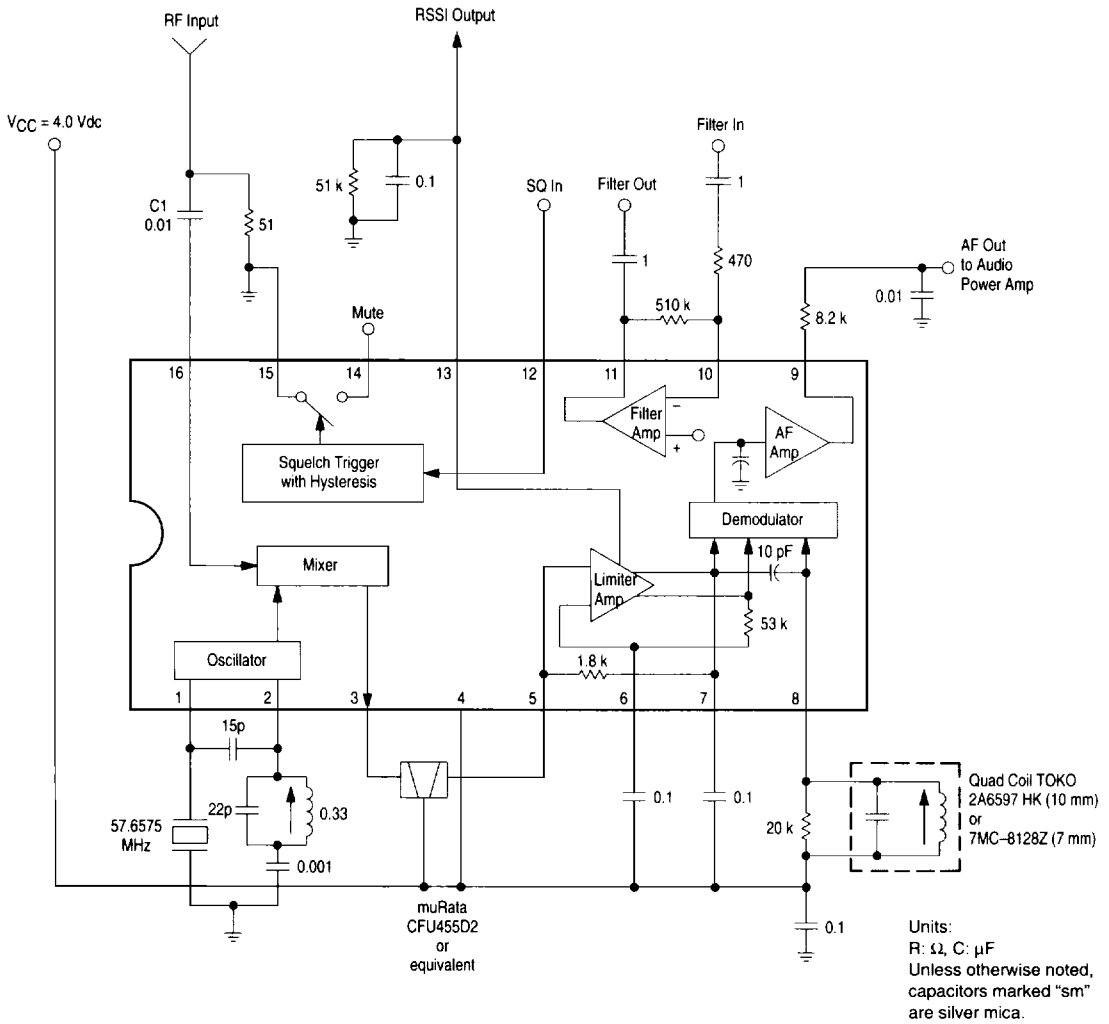 RF Input
RSSI Output
VCC = 4.0 Vdc
Filter In
C1
0.01
51
51 k
0.1
SQ In
Filter Out
1
1
470
AF Out
to Audio
Power Amp
0.01
510 k
8.2 k
Mute
16
15
14
13
12
11
10
9
Filter
Amp
−
+
AF
Amp
Squelch Trigger
with Hysteresis
Demodulator
10 pF
Mixer
Limiter
Amp
53 k
Oscillator
1.8 k
1
2
3
4
5
6
7
8
15p
22p
0.33
57.6575
MHz
0.001
0.1
0.1
20 k
Quad Coil TOKO
2A6597 HK (10 mm)
or
7MC–8128Z (7 mm)
muRata
CFU455D2
or
equivalent
0.1
Units:
R: Ω, C: µF
Unless otherwise noted,
capacitors marked “sm”
are silver mica.